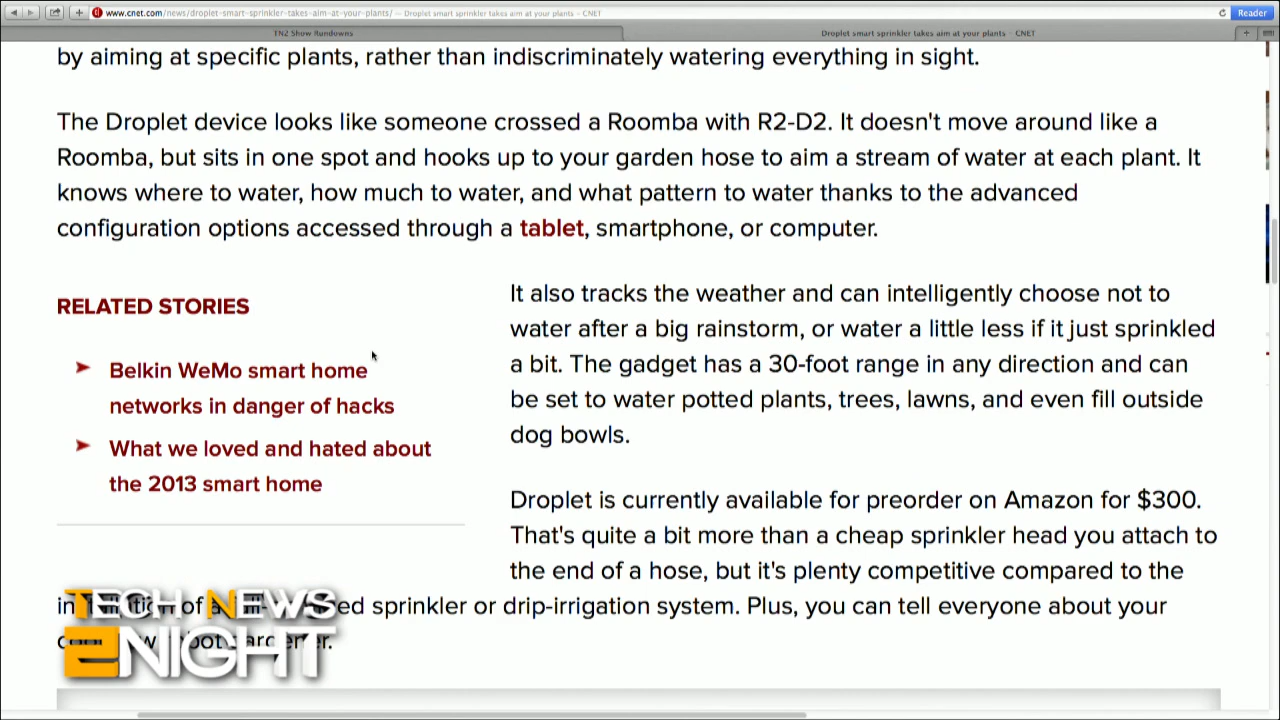 www.cnet.com/news/droplet-smart-sprinkler-takes-aim-at-your-plants/ — Droplet smart sprinkler takes aim at your plants - CNET
Reader
TN2 Show Rundowns
Droplet smart sprinkler takes aim at your plants - CNET
by aiming at specific plants, rather than indiscriminately watering everything in sight.
The Droplet device looks like someone crossed a Roomba with R2-D2. It doesn't move around like a
Roomba, but sits in one spot and hooks up to your garden hose to aim a stream of water at each plant. It
knows where to water, how much to water, and what pattern to water thanks to the advanced
configuration options accessed through a tablet, smartphone, or computer.
RELATED STORIES
Belkin WeMo smart home
networks in danger of hacks
What we loved and hated about
the 2013 smart home
It also tracks the weather and can intelligently choose not to
water after a big rainstorm, or water a little less if it just sprinkled
a bit. The gadget has a 30-foot range in any direction and can
be set to water potted plants, trees, lawns, and even fill outside
dog bowls.
Droplet is currently available for preorder on Amazon for $300.
That's quite a bit more than a cheap sprinkler head you attach to
the end of a hose, but it's plenty competitive compared to the
of sprinkler or drip-irrigation system. Plus, you can tell everyone about your
TECH NEWS
2NIGHT